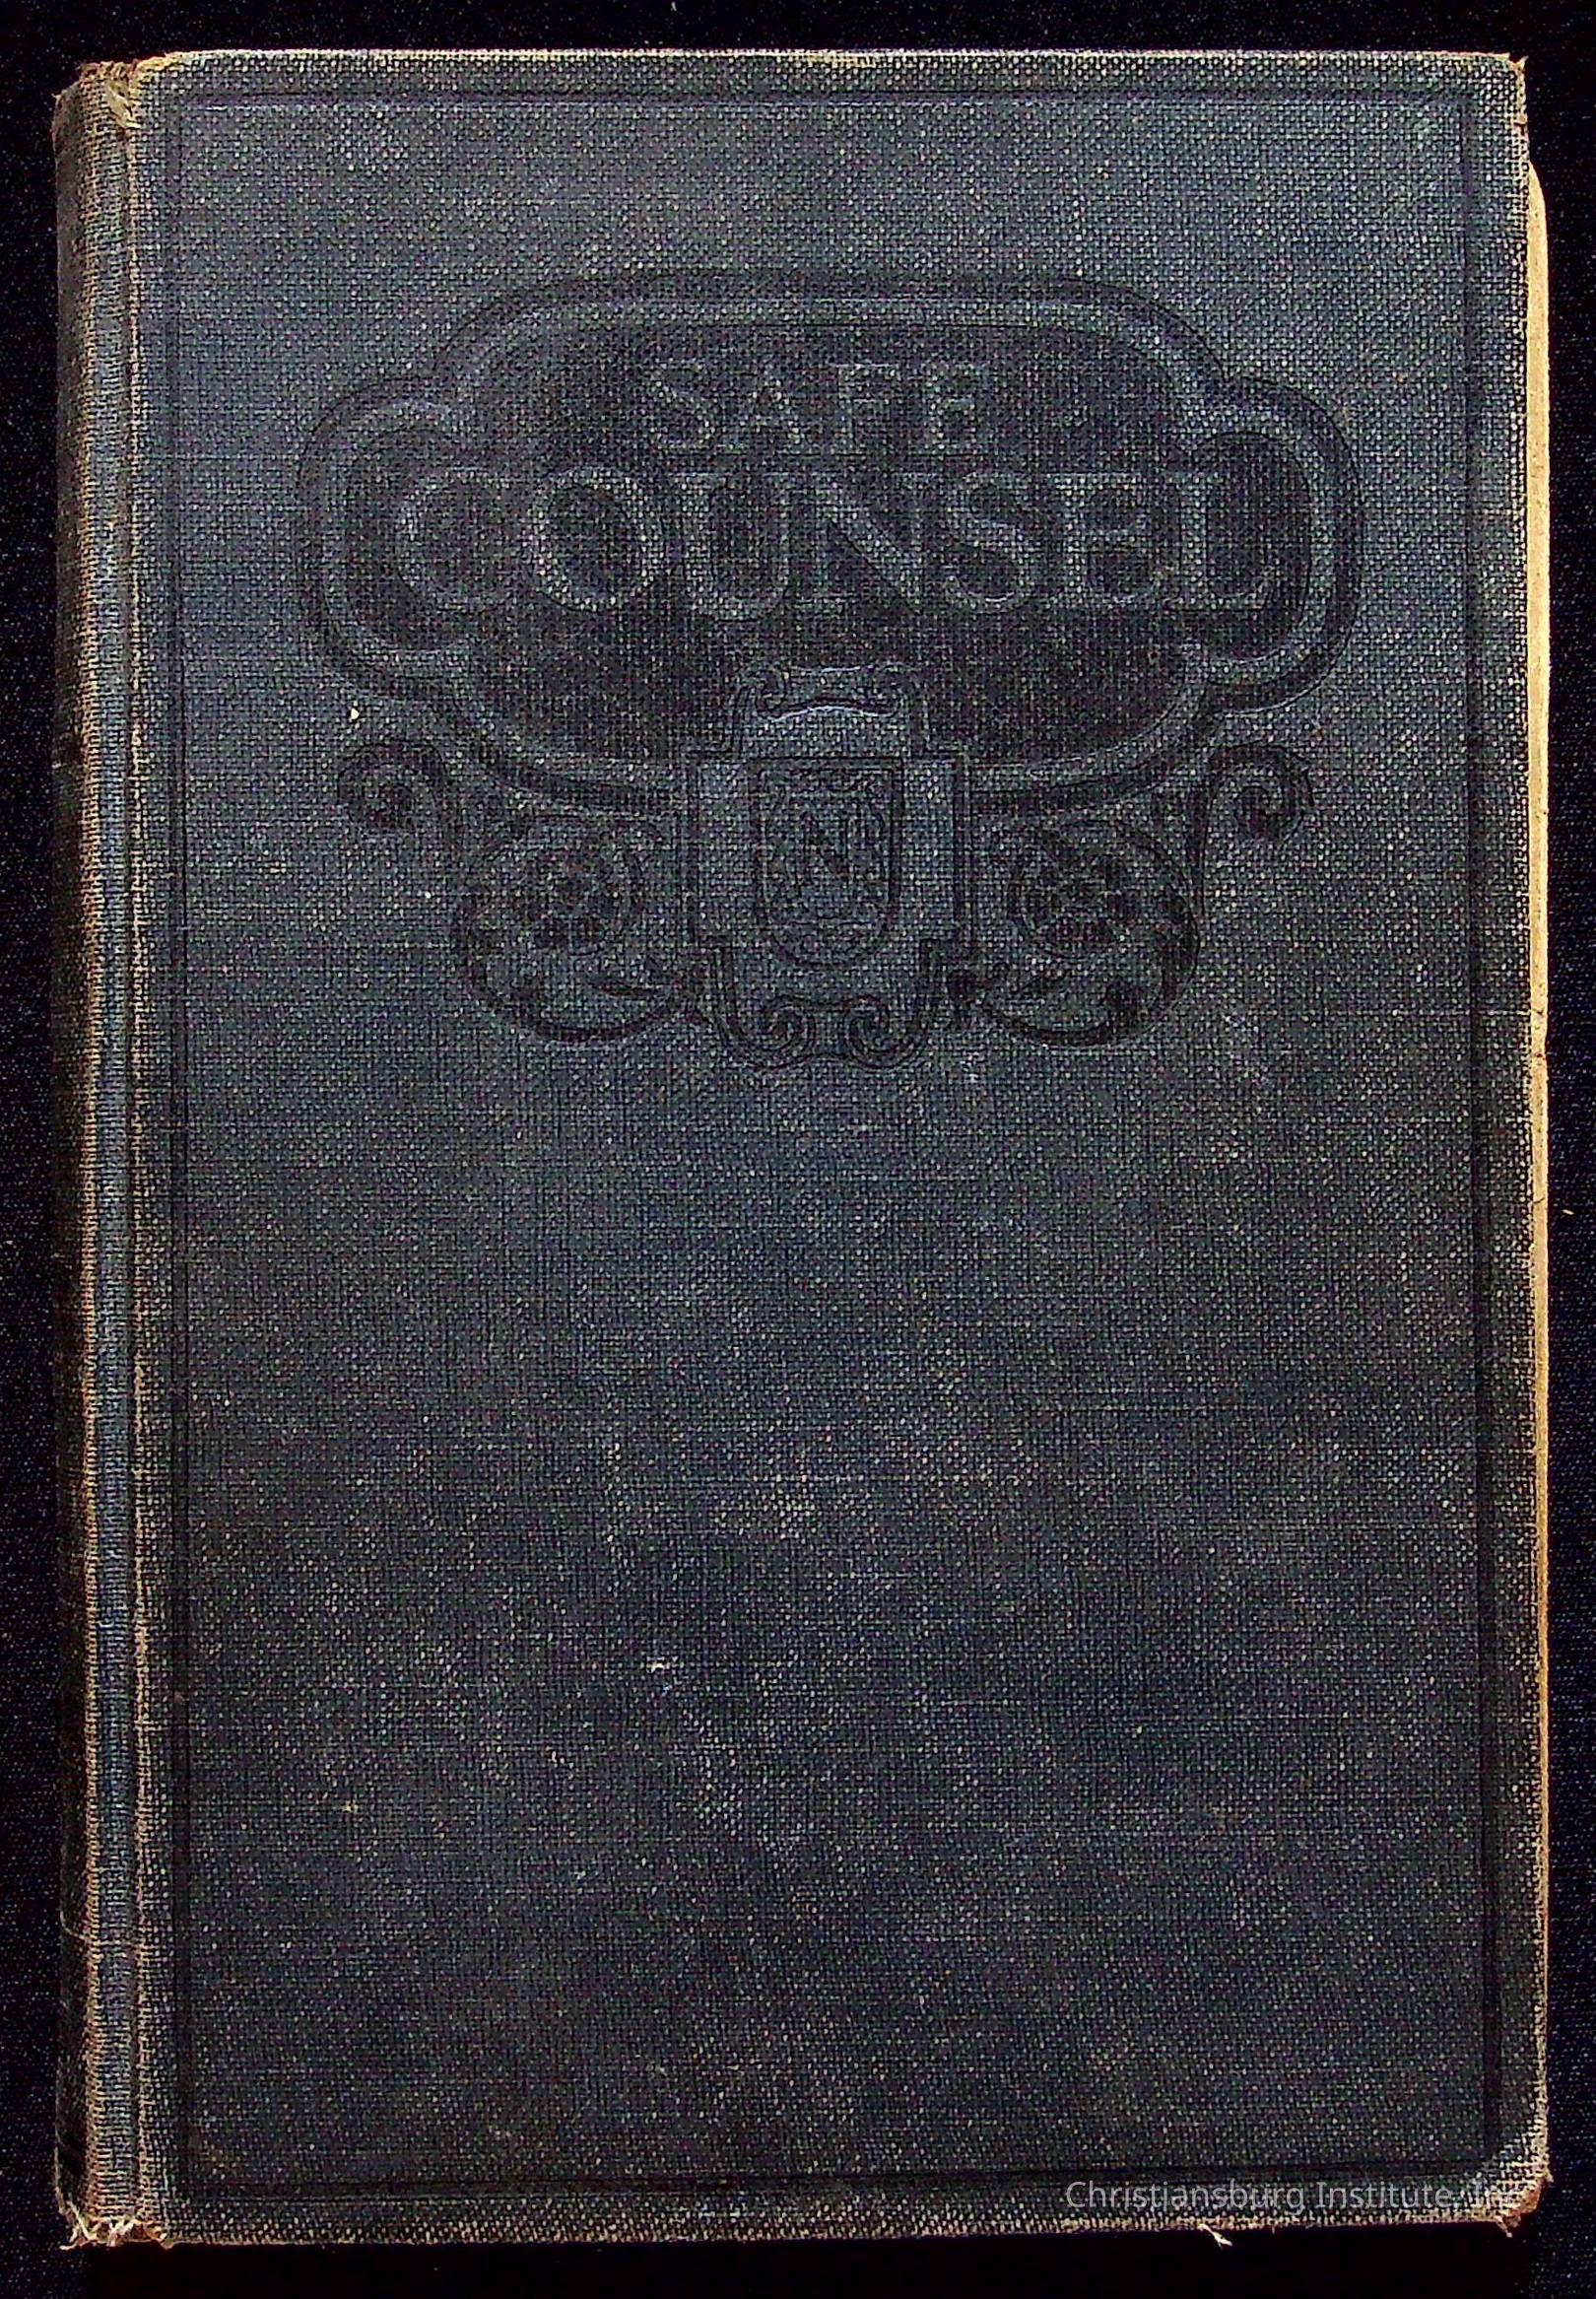 SAFE
COUNSEL
N
Christiansburg Institute, Inc